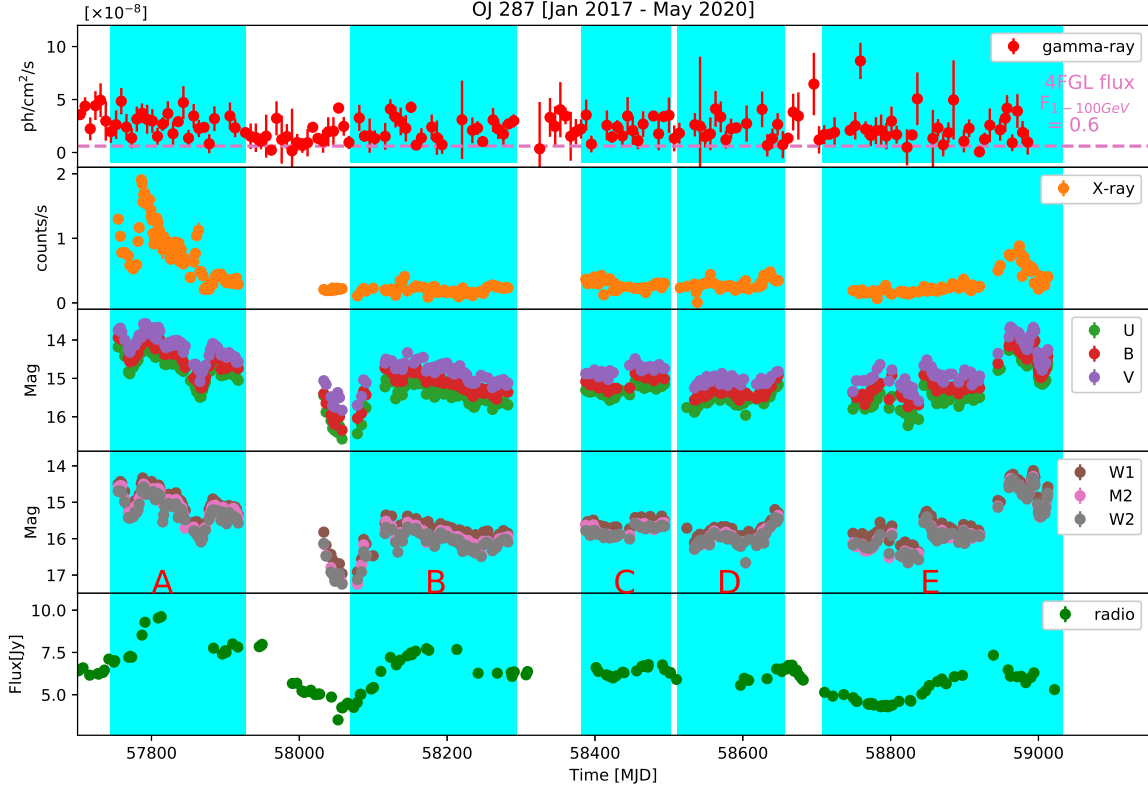 OJ 287 [Jan 2017 - May 2020]
[×10−8]
10
5
0
ph/cm2/s
gamma-ray
4FGL flux
F1−100GeV
= 0.6
2
1
0
counts/s
X-ray
14
15
16
Mag
U
B
V
14
15
16
17
Mag
W1
M2
W2
A
B
C
D
E
10.0
7.5
5.0
Flux[Jy]
radio
57800
58000
58200
58400
58600
58800
59000
Time [MJD]